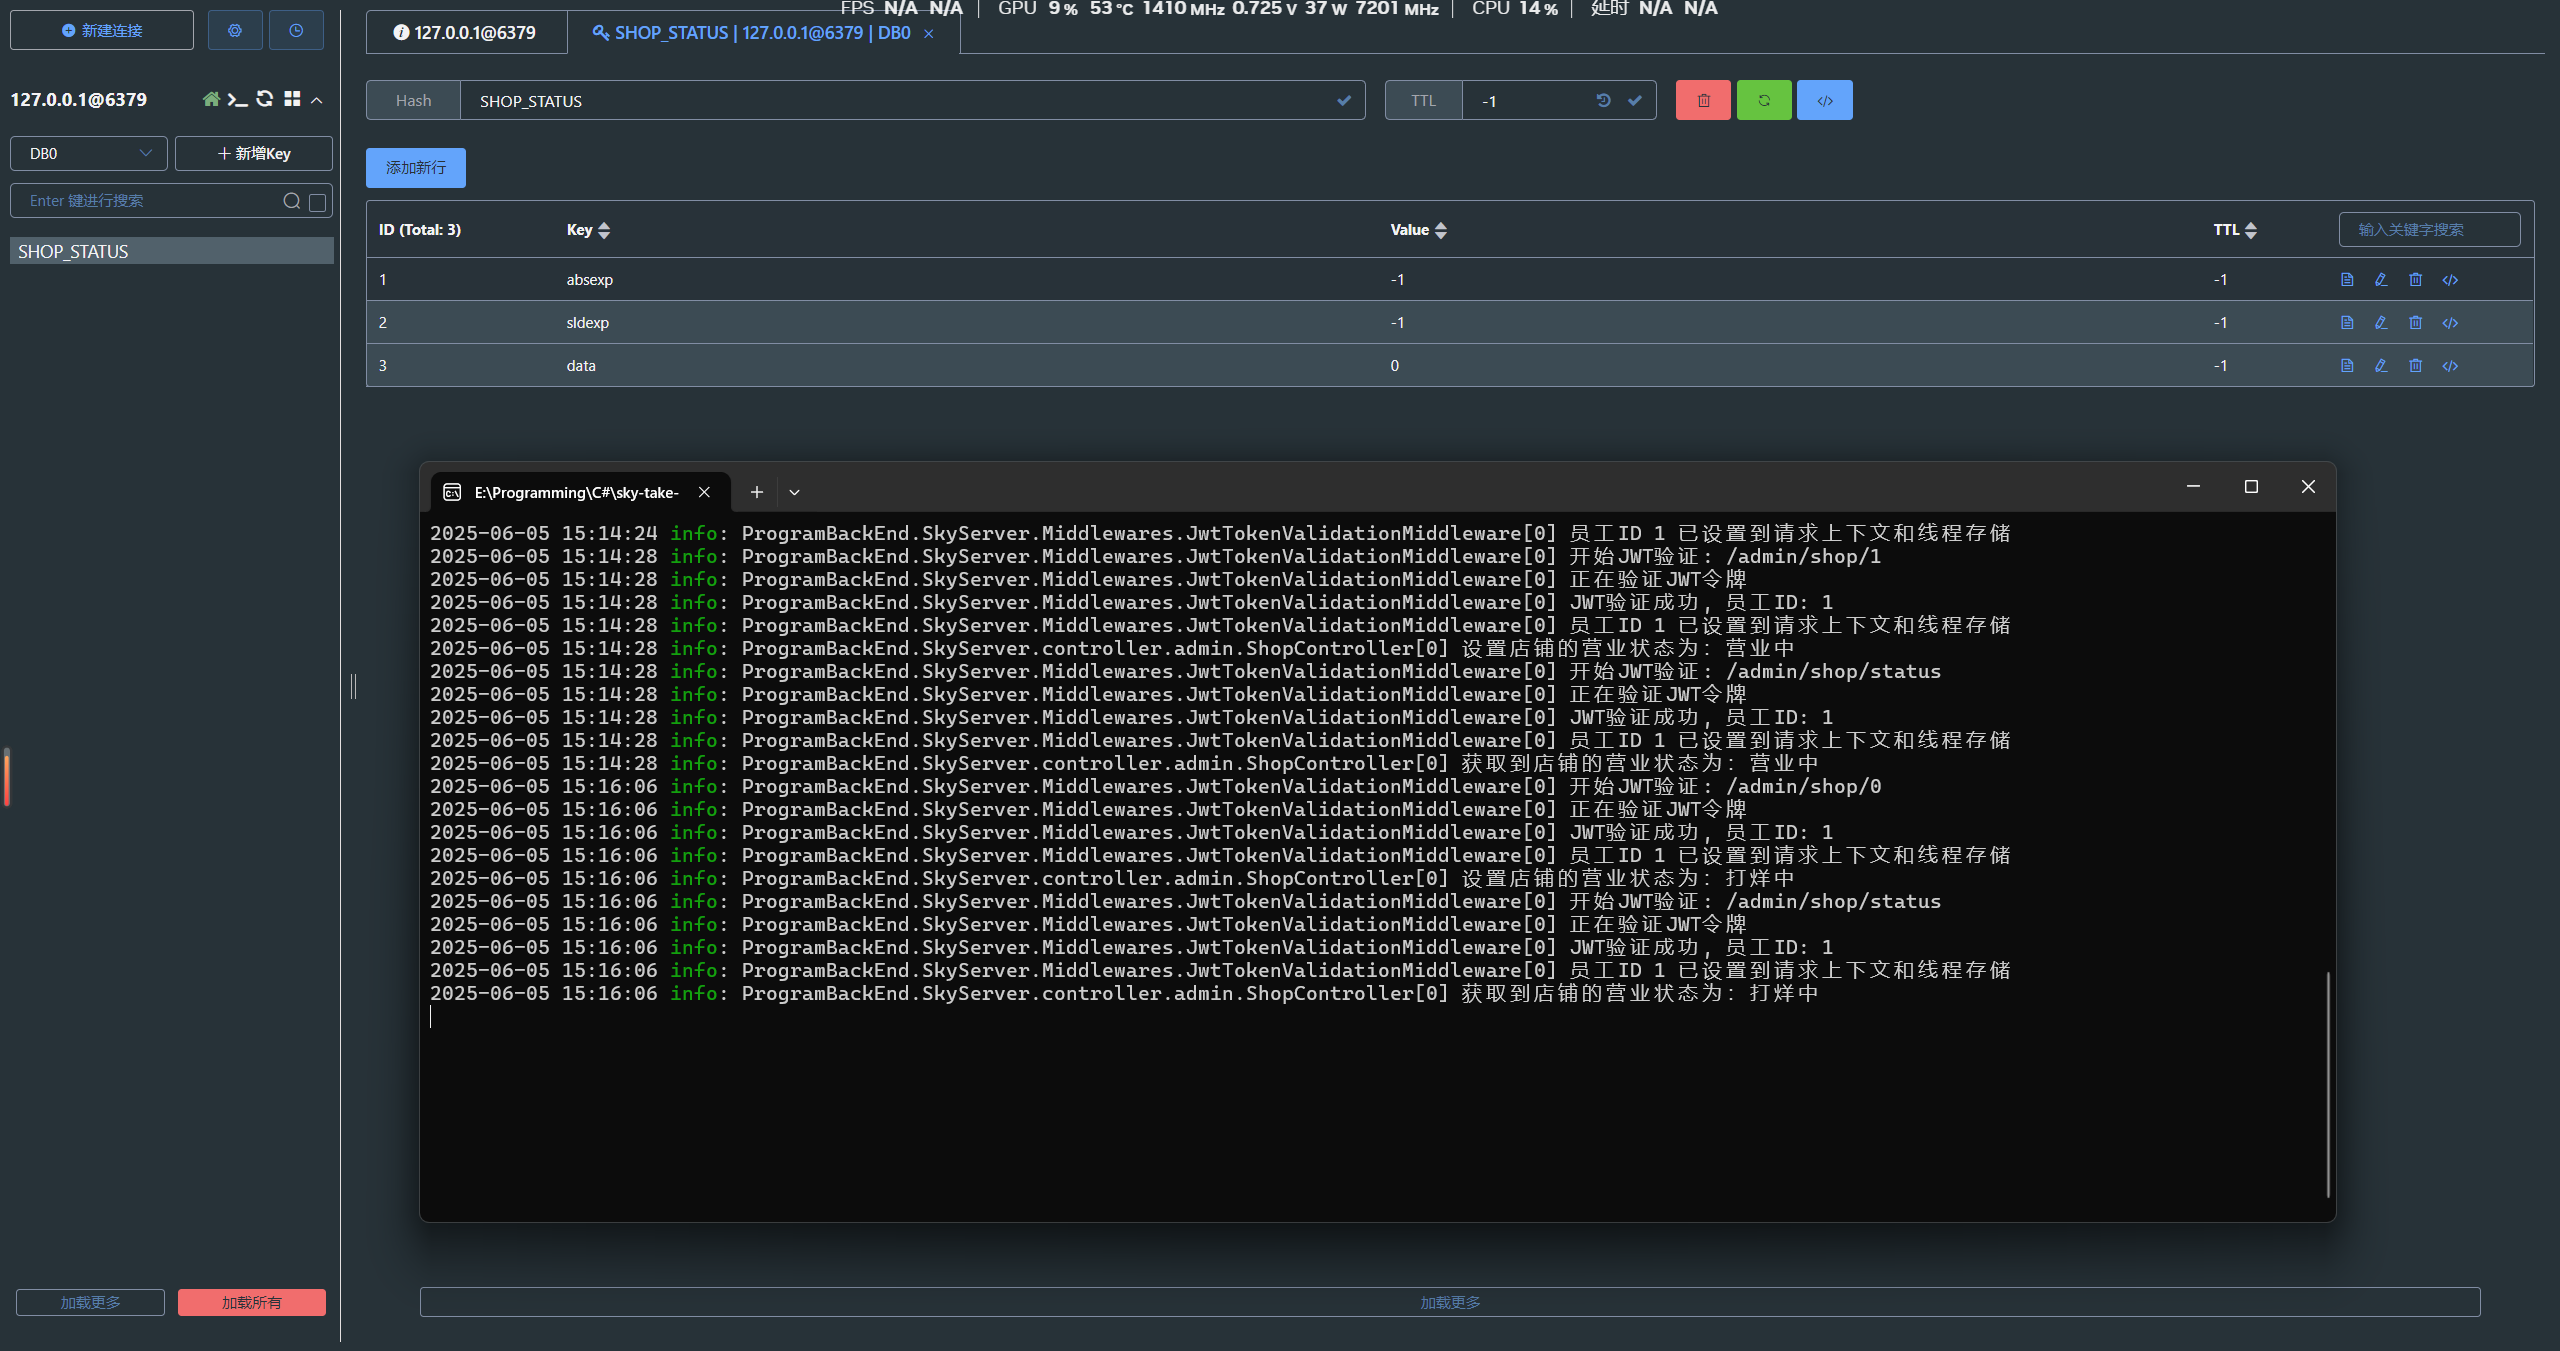 FPS N/A N/A | GPU 9 % 53 °C 1410 MHz 0.725 V 37 W 7201 MHz | CPU 14 % | 延时 N/A N/A
新建连接
127.0.0.1@6379
SHOP_STATUS | 127.0.0.1@6379 | DB0
127.0.0.1@6379
DB0
新增Key
Enter 键进行搜索
SHOP_STATUS
Hash SHOP_STATUS TTL -1
添加新行
ID (Total: 3) Key Value TTL 输入关键字搜索
1 absexp -1 -1
2 sldexp -1 -1
3 data 0 -1
E:\Programming\C#\sky-take-
2025-06-05 15:14:24 info: ProgramBackEnd.SkyServer.Middlewares.JwtTokenValidationMiddleware[0] 员工ID 1 已设置到请求上下文和线程存储
2025-06-05 15:14:28 info: ProgramBackEnd.SkyServer.Middlewares.JwtTokenValidationMiddleware[0] 开始JWT验证: /admin/shop/1
2025-06-05 15:14:28 info: ProgramBackEnd.SkyServer.Middlewares.JwtTokenValidationMiddleware[0] 正在验证JWT令牌
2025-06-05 15:14:28 info: ProgramBackEnd.SkyServer.Middlewares.JwtTokenValidationMiddleware[0] JWT验证成功, 员工ID: 1
2025-06-05 15:14:28 info: ProgramBackEnd.SkyServer.Middlewares.JwtTokenValidationMiddleware[0] 员工ID 1 已设置到请求上下文和线程存储
2025-06-05 15:14:28 info: ProgramBackEnd.SkyServer.controller.admin.ShopController[0] 设置店铺的营业状态为: 营业中
2025-06-05 15:14:28 info: ProgramBackEnd.SkyServer.Middlewares.JwtTokenValidationMiddleware[0] 开始JWT验证: /admin/shop/status
2025-06-05 15:14:28 info: ProgramBackEnd.SkyServer.Middlewares.JwtTokenValidationMiddleware[0] 正在验证JWT令牌
2025-06-05 15:14:28 info: ProgramBackEnd.SkyServer.Middlewares.JwtTokenValidationMiddleware[0] JWT验证成功, 员工ID: 1
2025-06-05 15:14:28 info: ProgramBackEnd.SkyServer.Middlewares.JwtTokenValidationMiddleware[0] 员工ID 1 已设置到请求上下文和线程存储
2025-06-05 15:14:28 info: ProgramBackEnd.SkyServer.controller.admin.ShopController[0] 获取到店铺的营业状态为: 营业中
2025-06-05 15:16:06 info: ProgramBackEnd.SkyServer.Middlewares.JwtTokenValidationMiddleware[0] 开始JWT验证: /admin/shop/0
2025-06-05 15:16:06 info: ProgramBackEnd.SkyServer.Middlewares.JwtTokenValidationMiddleware[0] 正在验证JWT令牌
2025-06-05 15:16:06 info: ProgramBackEnd.SkyServer.Middlewares.JwtTokenValidationMiddleware[0] JWT验证成功, 员工ID: 1
2025-06-05 15:16:06 info: ProgramBackEnd.SkyServer.Middlewares.JwtTokenValidationMiddleware[0] 员工ID 1 已设置到请求上下文和线程存储
2025-06-05 15:16:06 info: ProgramBackEnd.SkyServer.controller.admin.ShopController[0] 设置店铺的营业状态为: 打烊中
2025-06-05 15:16:06 info: ProgramBackEnd.SkyServer.Middlewares.JwtTokenValidationMiddleware[0] 开始JWT验证: /admin/shop/status
2025-06-05 15:16:06 info: ProgramBackEnd.SkyServer.Middlewares.JwtTokenValidationMiddleware[0] 正在验证JWT令牌
2025-06-05 15:16:06 info: ProgramBackEnd.SkyServer.Middlewares.JwtTokenValidationMiddleware[0] JWT验证成功, 员工ID: 1
2025-06-05 15:16:06 info: ProgramBackEnd.SkyServer.Middlewares.JwtTokenValidationMiddleware[0] 员工ID 1 已设置到请求上下文和线程存储
2025-06-05 15:16:06 info: ProgramBackEnd.SkyServer.controller.admin.ShopController[0] 获取到店铺的营业状态为: 打烊中
加载更多
加载所有
加载更多